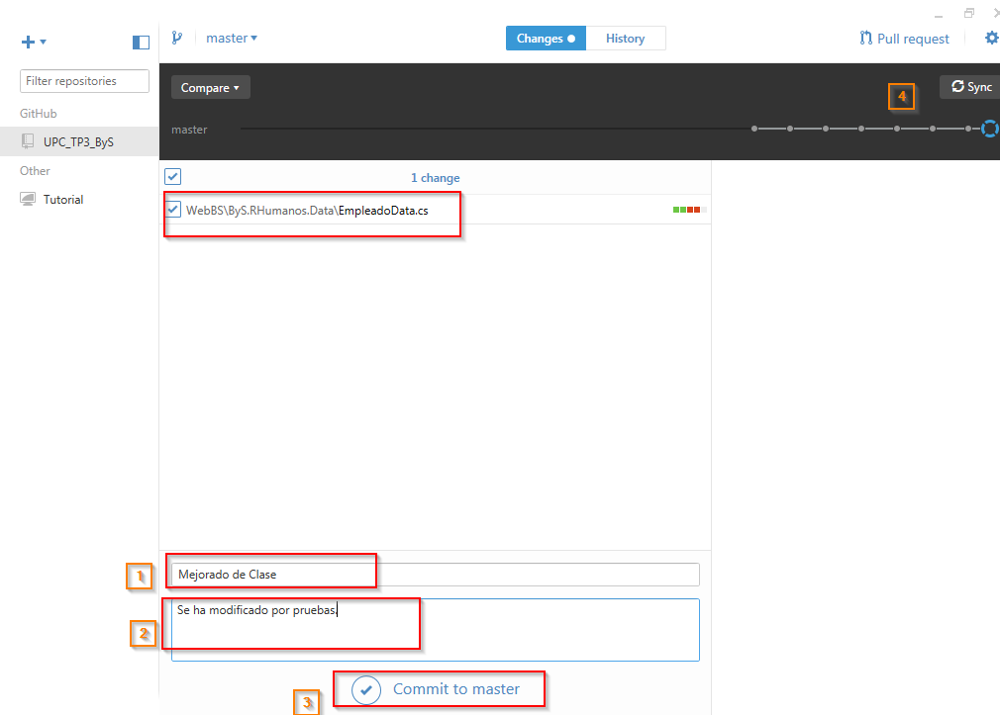 master
Changes
History
Pull request
Filter repositories
GitHub
UPC_TP3_ByS
Other
Tutorial
Compare
4
Sync
master
1 change
WebBS\ByS.RHumanos.Data\EmpleadoData.cs
1
Mejorado de Clase
2
Se ha modificado por pruebas.
3
Commit to master